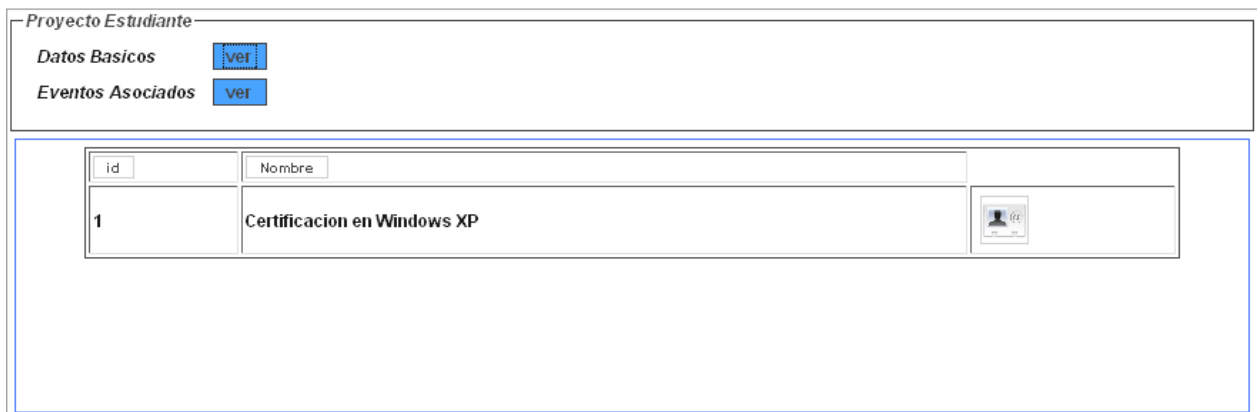 Proyecto Estudiante
Datos Basicos ver
Eventos Asociados ver
id Nombre
1 Certificacion en Windows XP @